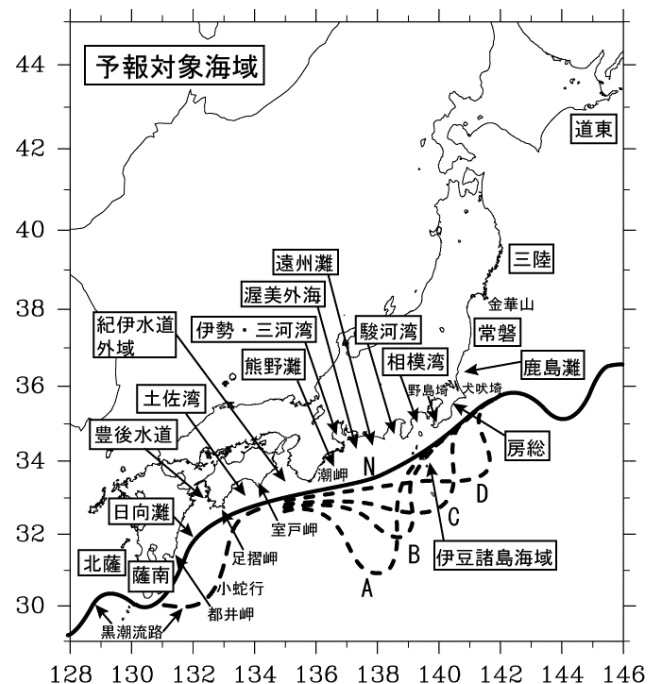 予報対象海域
44
42
40
38
36
34
32
30
道東
三陸
金華山
常磐
鹿島灘
犬吠埼
野島埼
房総
遠州灘
渥美外海
伊勢・三河湾
駿河湾
相模湾
熊野灘
紀伊水道
外域
土佐湾
豊後水道
日向灘
北薩
薩南
潮岬
室戸岬
足摺岬
都井岬
小蛇行
黒潮流路
伊豆諸島海域
N
A
B
C
D
128 130 132 134 136 138 140 142 144 146